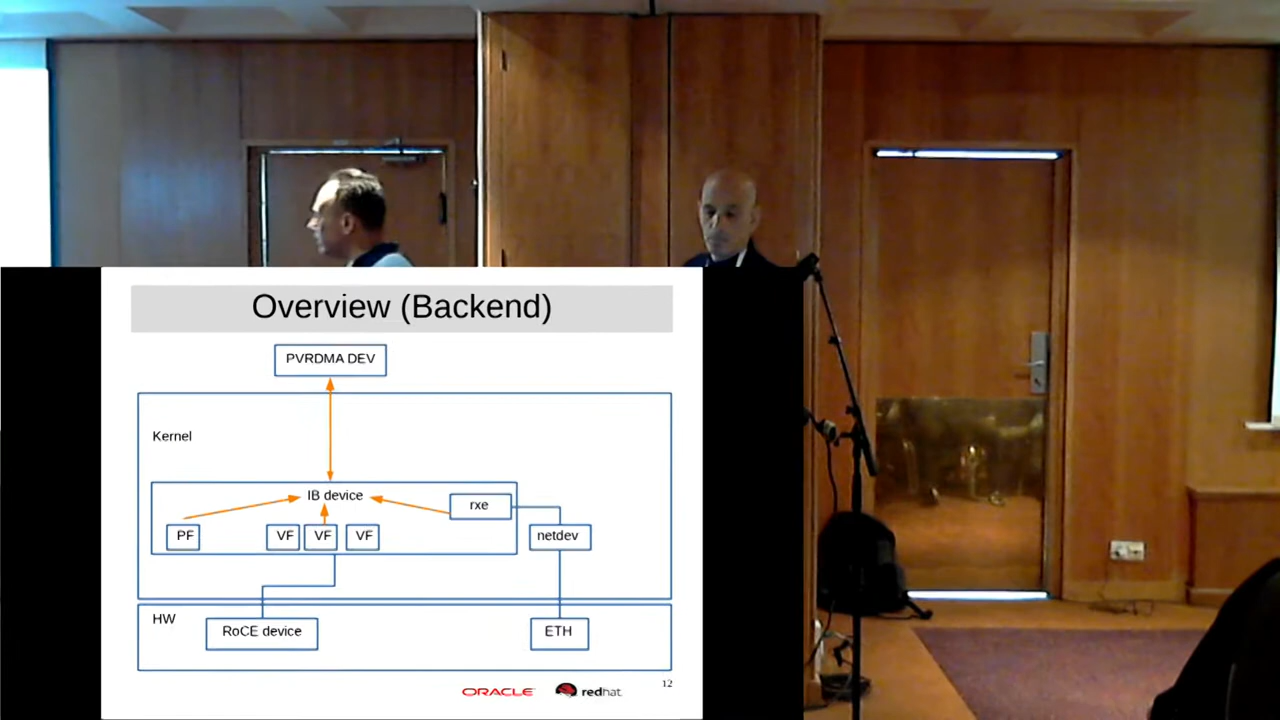 Overview (Backend)
PVRDMA DEV
Kernel
IB device
rxe
PF
VF
VF
VF
netdev
HW
RoCE device
ETH
ORACLE
redhat
12